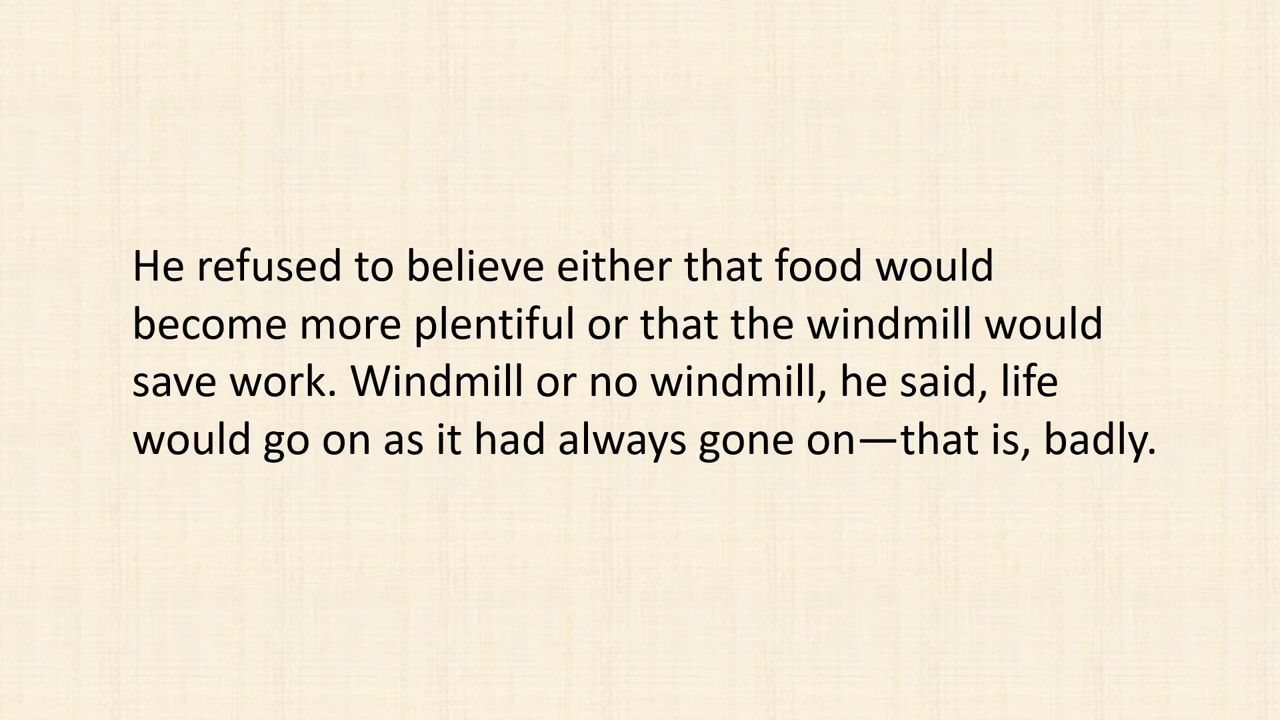 He refused to believe either that food would
become more plentiful or that the windmill would
save work. Windmill or no windmill, he said, life
would go on as it had always gone on—that is, badly.